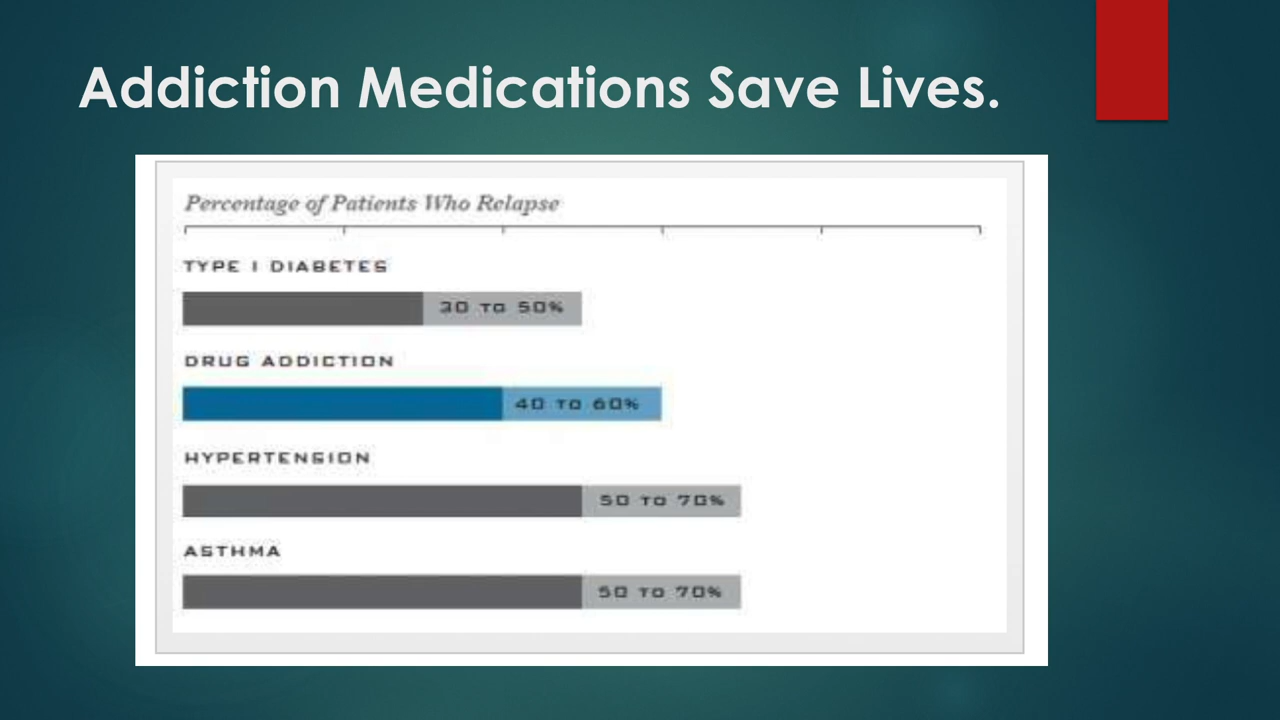 Addiction Medications Save Lives.
Percentage of Patients Who Relapse
TYPE I DIABETES
30 TO 50%
DRUG ADDICTION
40 TO 60%
HYPERTENSION
50 TO 70%
ASTHMA
50 TO 70%